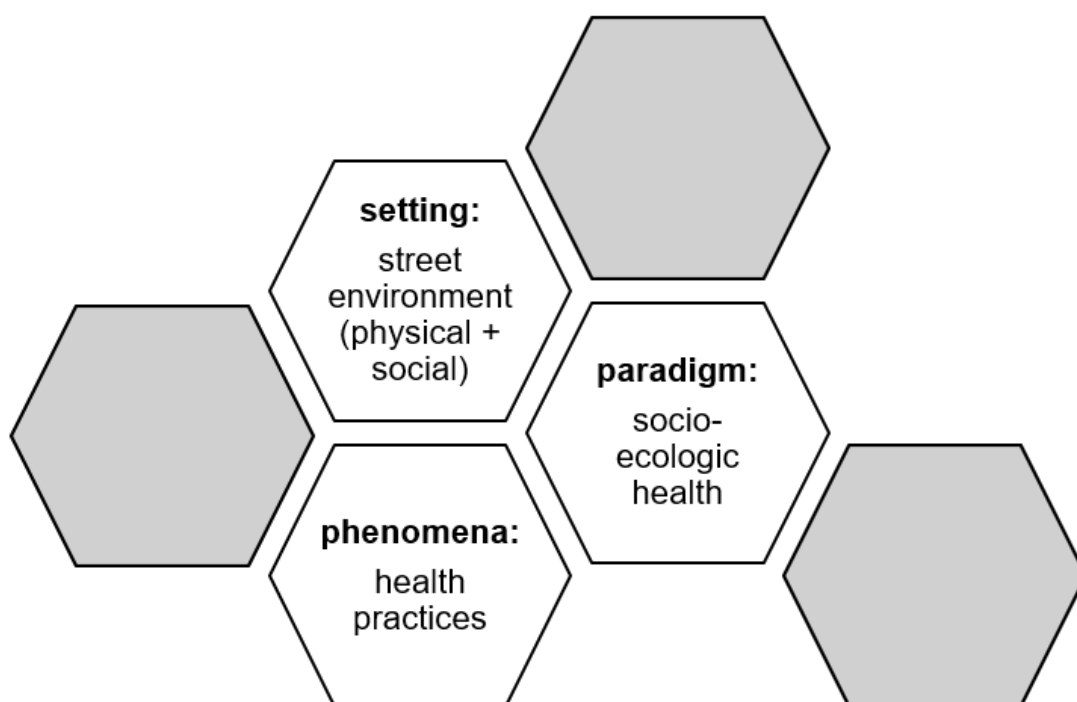 setting:
street
environment
(physical +
social)
paradigm:
socio-
ecologic
health
phenomena:
health
practices